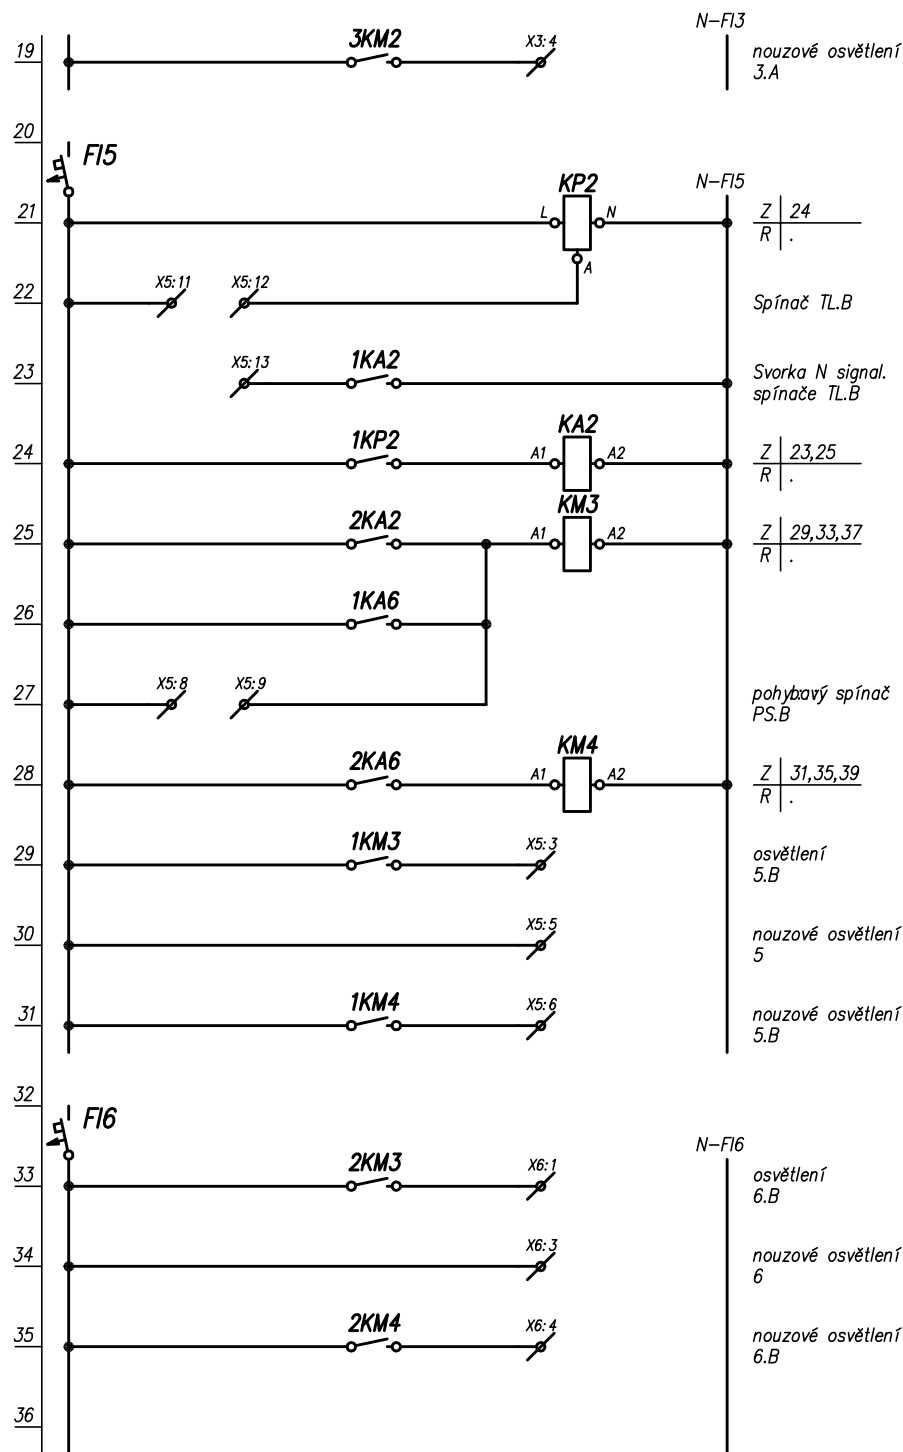 N-FI3
19
3KM2
X3:4
nouzové osvětlení
3.A
20
FI5
KP2
N-FI5
21
L
N
Z 24
R .
A
22
X5:11
X5:12
Spínač TL.B
23
X5:13
1KA2
Svorka N signal.
spínače TL.B
24
1KP2
KA2
A1
A2
Z 23,25
R .
25
2KA2
KM3
A1
A2
Z 29,33,37
R .
26
1KA6
27
X5:8
X5:9
spínač
PS.B
28
2KA6
KM4
A1
A2
Z 31,35,39
R .
29
1KM3
X5:3
osvětlení
5.B
30
X5:5
nouzové osvětlení
5
31
1KM4
X5:6
nouzové osvětlení
5.B
32
FI6
N-FI6
33
2KM3
X6:1
osvětlení
6.B
34
X6:3
nouzové osvětlení
6
35
2KM4
X6:4
nouzové osvětlení
6.B
36